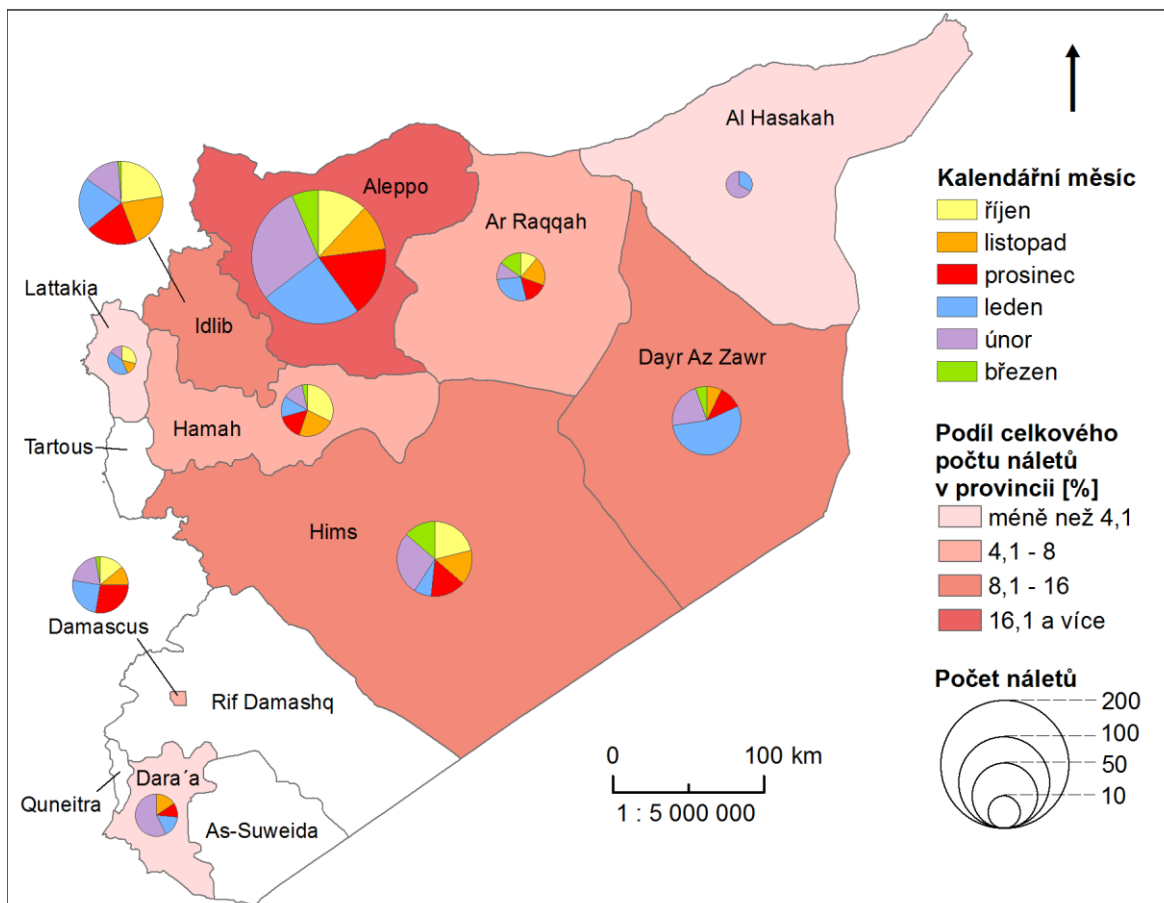 Al Hasakah
Aleppo
Ar Raqqah
Lattakia
Idlib
Dayr Az Zawr
Hamah
Tartous
Hims
Damascus
Rif Damashq
Dara´a
Quneitra
As-Suweida
0 100 km
1 : 5 000 000
Kalendářní měsíc
říjen
listopad
prosinec
leden
únor
březen
Podíl celkového
počtu náletů
v provincii [%]
méně než 4,1
4,1 - 8
8,1 - 16
16,1 a více
Počet náletů
200
100
50
10